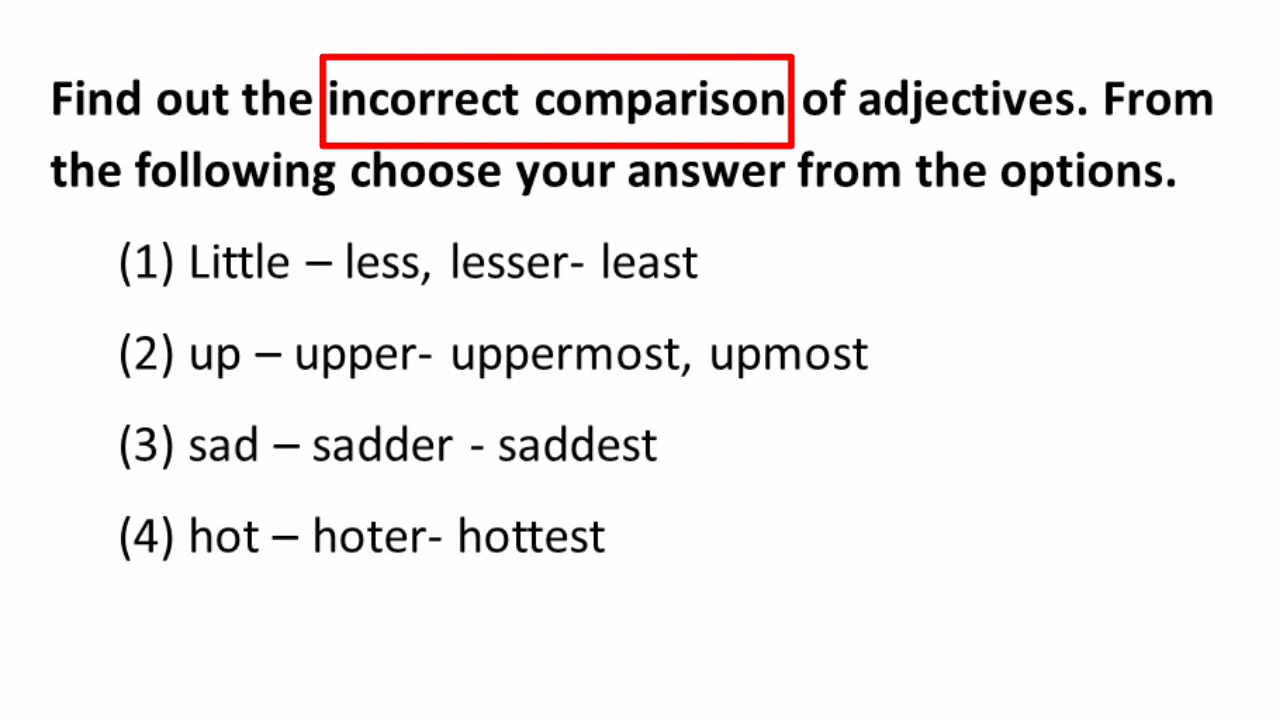 Find out the incorrect comparison of adjectives. From
the following choose your answer from the options.
(1) Little – less, lesser- least
(2) up – upper- uppermost, upmost
(3) sad – sadder - saddest
(4) hot – hoter- hottest